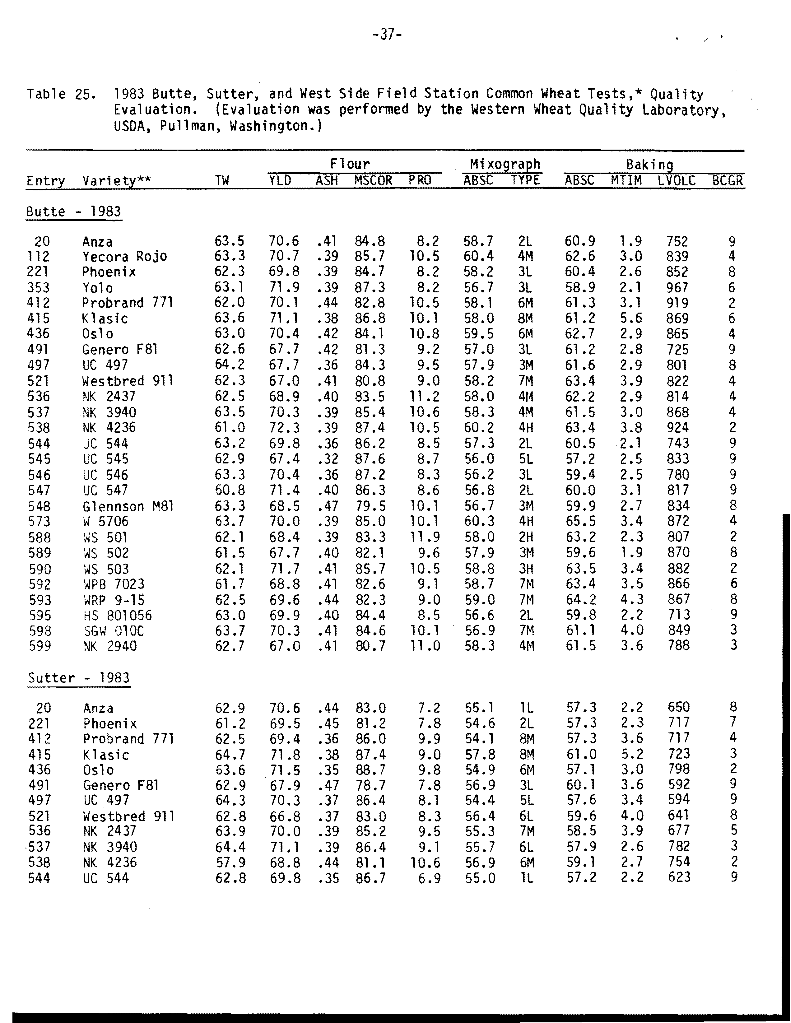 -37-
Table 25. 1983 Butte, Sutter, and West Side Field Station Common Wheat Tests,* Quality
Evaluation. (Evaluation was performed by the Western Wheat Quality Laboratory,
USDA, Pullman, Washington.)
Flour Mixograph Baking
Entry Variety** TW YLD ASH MSCOR PRO ABSC TYPE ABSC MTIM LVOLC BCGR
Butte - 1983
20 Anza 63.5 70.6 .41 84.8 8.2 58.7 2L 60.9 1.9 752 9
112 Yecora Rojo 63.3 70.7 .39 85.7 10.5 60.4 4M 62.6 3.0 839 4
221 Phoenix 62.3 69.8 .39 84.7 8.2 58.2 3L 60.4 2.6 852 8
353 Yolo 63.1 71.9 .39 87.3 8.2 56.7 3L 58.9 2.1 967 6
412 Probrand 771 62.0 70.1 .44 82.8 10.5 58.1 6M 61.3 3.1 919 2
415 Klasic 63.6 71.1 .38 86.8 10.1 58.0 8M 61.2 5.6 869 6
436 Oslo 63.0 70.4 .42 84.1 10.8 59.5 6M 62.7 2.9 865 4
491 Genero F81 62.6 67.7 .42 81.3 9.2 57.0 3L 61.2 2.8 725 9
497 UC 497 64.2 67.7 .36 84.3 9.5 57.9 3M 61.6 2.9 801 8
521 Westbred 911 62.3 67.0 .41 80.8 9.0 58.2 7M 63.4 3.9 822 4
536 NK 2437 62.5 68.9 .40 83.5 11.2 58.0 4M 62.2 2.9 814 4
537 NK 3940 63.5 70.3 .39 85.4 10.6 58.3 4M 61.5 3.0 868 4
538 NK 4236 61.0 72.3 .39 87.4 10.5 60.2 4H 63.4 3.8 924 2
544 UC 544 63.2 69.8 .36 86.2 8.5 57.3 2L 60.5 2.1 743 9
545 UC 545 62.9 67.4 .32 87.6 8.7 56.0 5L 57.2 2.5 833 9
546 UC 546 63.3 70.4 .36 87.2 8.3 56.2 3L 59.4 2.5 780 9
547 UC 547 60.8 71.4 .40 86.3 8.6 56.8 2L 60.0 3.1 817 9
548 Glennson M81 63.3 68.5 .47 79.5 10.1 56.7 3M 59.9 2.7 834 8
573 W 5706 63.7 70.0 .39 85.0 10.1 60.3 4H 65.5 3.4 872 4
588 WS 501 62.1 68.4 .39 83.3 11.9 58.0 2H 63.2 2.3 807 2
589 WS 502 61.5 67.7 .40 82.1 9.6 57.9 3M 59.6 1.9 870 8
590 WS 503 62.1 71.7 .41 85.7 10.5 58.8 3H 63.5 3.4 882 2
592 WPB 7023 61.7 68.8 .41 82.6 9.1 58.7 7M 63.4 3.5 866 6
593 WRP 9-15 62.5 69.6 .44 82.3 9.0 59.0 7M 64.2 4.3 867 8
595 HS 801056 63.0 69.9 .40 84.4 8.5 56.6 2L 59.8 2.2 713 9
598 SGW 010C 63.7 70.3 .41 84.6 10.1 56.9 7M 61.1 4.0 849 3
599 NK 2940 62.7 67.0 .41 80.7 11.0 58.3 4M 61.5 3.6 788 3
Sutter - 1983
20 Anza 62.9 70.6 .44 83.0 7.2 55.1 1L 57.3 2.2 650 8
221 Phoenix 61.2 69.5 .45 81.2 7.8 54.6 2L 57.3 2.3 717 7
412 Probrand 771 62.5 69.4 .36 86.0 9.9 54.1 8M 57.3 3.6 717 4
415 Klasic 64.7 71.8 .38 87.4 9.0 57.8 8M 61.0 5.2 723 3
436 Oslo 63.6 71.5 .35 88.7 9.8 54.9 6M 57.1 3.0 798 2
491 Genero F81 62.9 67.9 .47 78.7 7.8 56.9 3L 60.1 3.6 592 9
497 UC 497 64.3 70.3 .37 86.4 8.1 54.4 5L 57.6 3.4 594 9
521 Westbred 911 62.8 66.8 .37 83.0 8.3 56.4 6L 59.6 4.0 641 8
536 NK 2437 63.9 70.0 .39 85.2 9.5 55.3 7M 58.5 3.9 677 5
537 NK 3940 64.4 71.1 .39 86.4 9.1 55.7 6L 57.9 2.6 782 3
538 NK 4236 57.9 68.8 .44 81.1 10.6 56.9 6M 59.1 2.7 754 2
544 UC 544 62.8 69.8 .35 86.7 6.9 55.0 1L 57.2 2.2 623 9